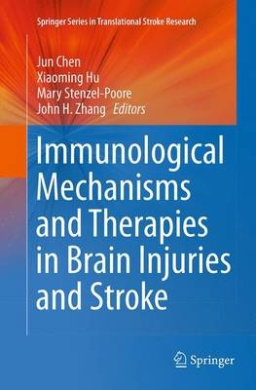 Springer Series in Translational Stroke Research
Jun Chen
Xiaoming Hu
Mary Stenzel-Poore
John H. Zhang Editors
Immunological
Mechanisms
and Therapies
in Brain Injuries
and Stroke
Springer